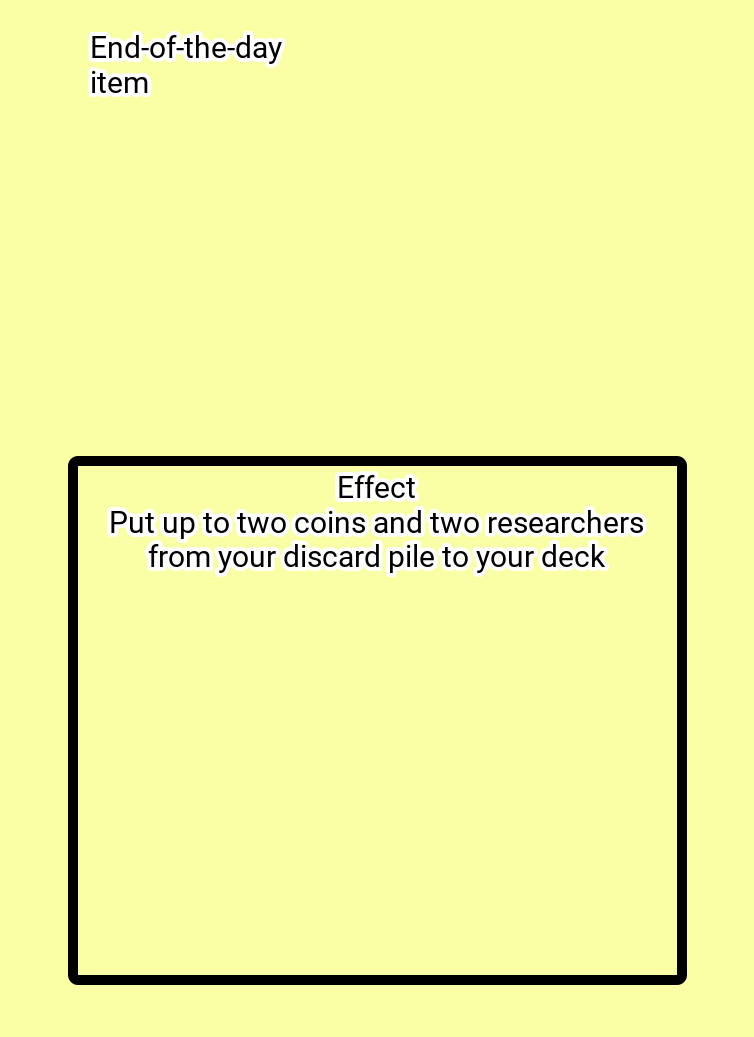 End-of-the-day
item
Effect
Put up to two coins and two researchers
from your discard pile to your deck